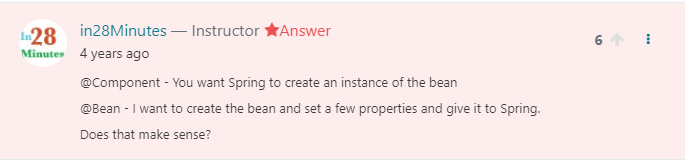 In28
Minutes
in28Minutes — Instructor ★Answer
6
4 years ago
@Component - You want Spring to create an instance of the bean
@Bean - I want to create the bean and set a few properties and give it to Spring.
Does that make sense?